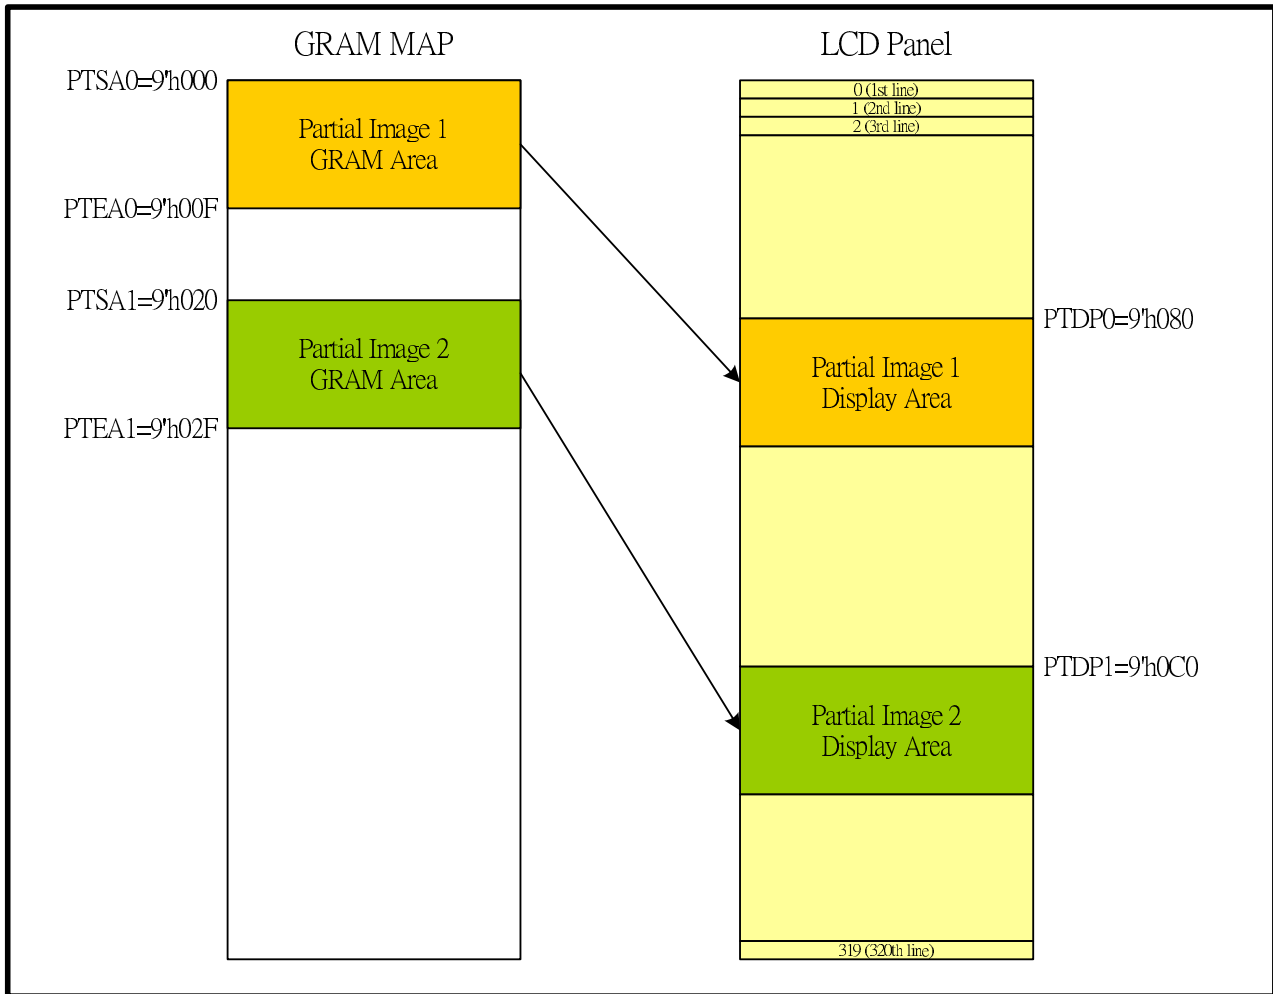 GRAM MAP
LCD Panel
PTSA0=9'h000
0 (1st line)
1 (2nd line)
2 (3rd line)
Partial Image 1
GRAM Area
PTEA0=9'h00F
PTSA1=9'h020
PTDP0=9'h080
Partial Image 2
GRAM Area
Partial Image 1
Display Area
PTEA1=9'h02F
PTDP1=9'h0C0
Partial Image 2
Display Area
319 (320th line)